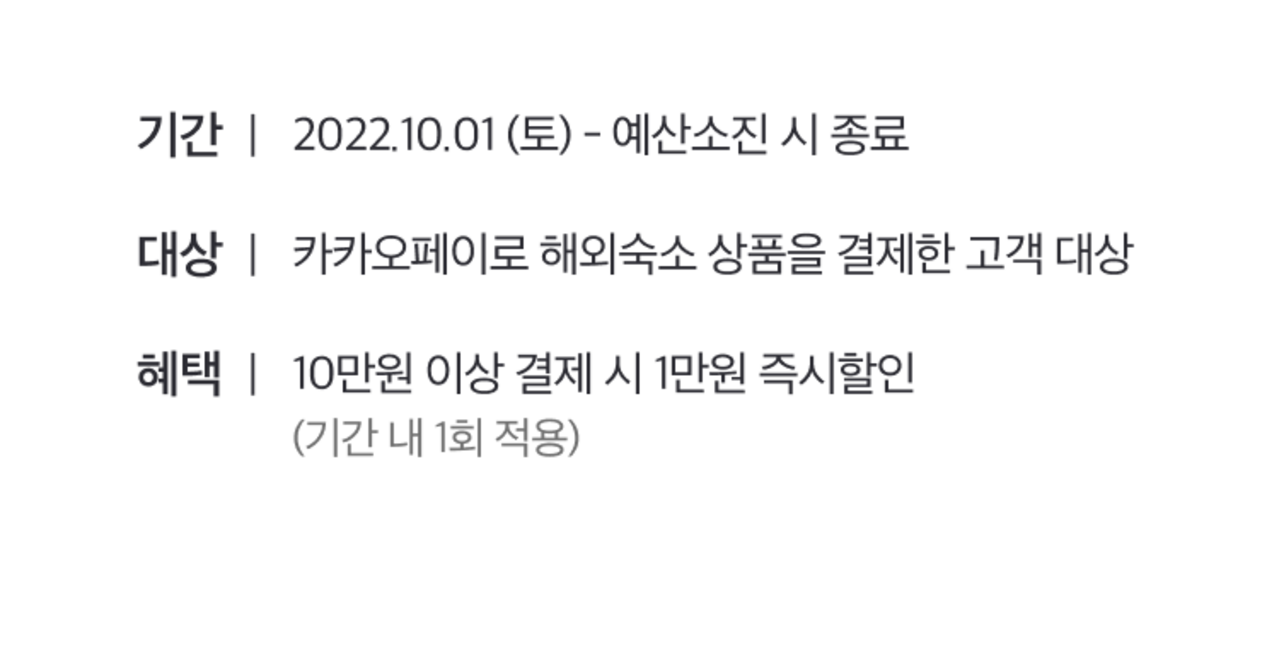 기간 | 2022.10.01 (토) - 예산소진 시 종료
대상 | 카카오페이로 해외숙소 상품을 결제한 고객 대상
혜택 | 10만원 이상 결제 시 1만원 즉시할인
(기간 내 1회 적용)